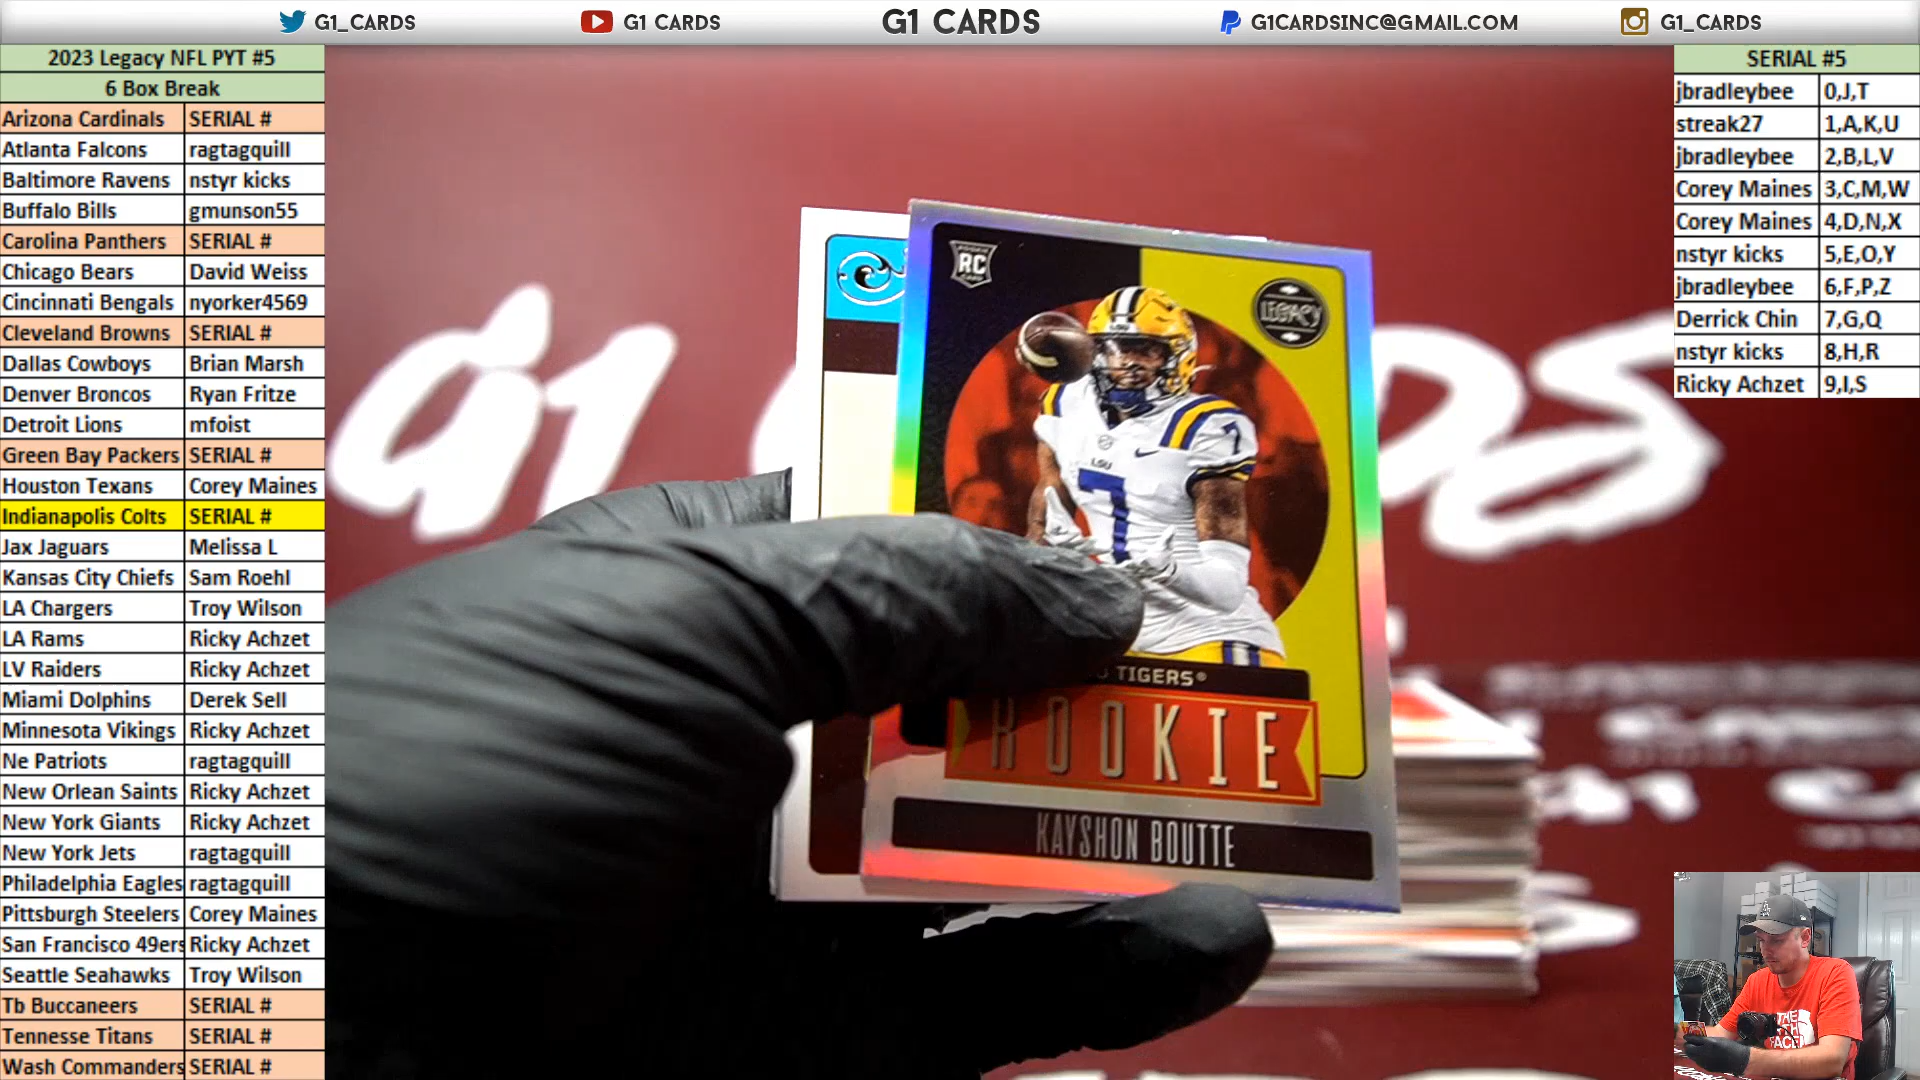 G1_CARDS G1 CARDS G1 CARDS G1CARDSINC@GMAIL.COM G1_CARDS
2023 Legacy NFL PYT #5
6 Box Break
Arizona Cardinals SERIAL #
Atlanta Falcons ragtagquill
Baltimore Ravens nstyr kicks
Buffalo Bills gmunson55
Carolina Panthers SERIAL #
Chicago Bears David Weiss
Cincinnati Bengals nyorker4569
Cleveland Browns SERIAL #
Dallas Cowboys Brian Marsh
Denver Broncos Ryan Fritze
Detroit Lions mfoist
Green Bay Packers SERIAL #
Houston Texans Corey Maines
Indianapolis Colts SERIAL #
Jax Jaguars Melissa L
Kansas City Chiefs Sam Roehl
LA Chargers Troy Wilson
LA Rams Ricky Achzet
LV Raiders Ricky Achzet
Miami Dolphins Derek Sell
Minnesota Vikings Ricky Achzet
Ne Patriots ragtagquill
New Orlean Saints Ricky Achzet
New York Giants Ricky Achzet
New York Jets ragtagquill
Philadelphia Eagles ragtagquill
Pittsburgh Steelers Corey Maines
San Francisco 49ers Ricky Achzet
Seattle Seahawks Troy Wilson
Tb Buccaneers SERIAL #
Tennesse Titans SERIAL #
Wash Commanders SERIAL #
SERIAL #5
jbradleybee 0,J,T
streak27 1,A,K,U
jbradleybee 2,B,L,V
Corey Maines 3,C,M,W
Corey Maines 4,D,N,X
nstyr kicks 5,E,O,Y
jbradleybee 6,F,P,Z
Derrick Chin 7,G,Q
nstyr kicks 8,H,R
Ricky Achzet 9,I,S
G1
RC
LEGACY
7
LSU
7
TIGERS®
ROOKIE
KAYSHON BOUTTE
THE
NORTH
FACE